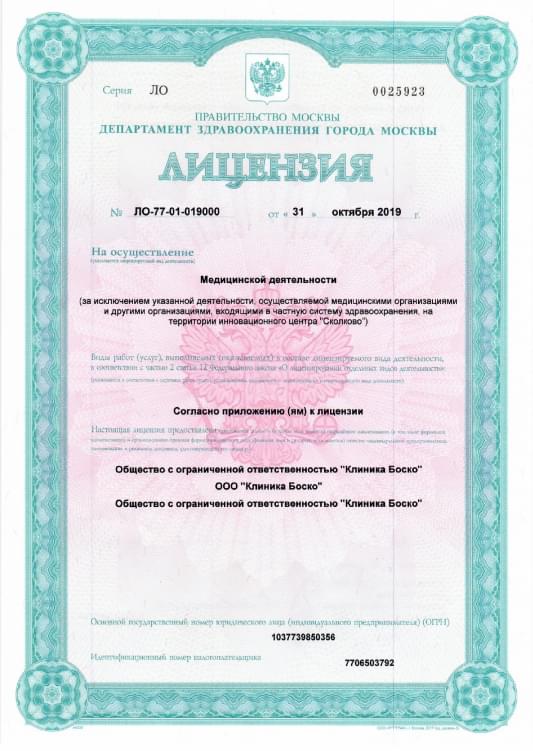 Серия ЛО 0025923
ПРАВИТЕЛЬСТВО МОСКВЫ
ДЕПАРТАМЕНТ ЗДРАВООХРАНЕНИЯ ГОРОДА МОСКВЫ
ЛИЦЕНЗИЯ
№ ЛО-77-01-019000 от « 31 » октября 2019 г.
На осуществление
(указывается лицензируемый вид деятельности)
Медицинской деятельности
(за исключением указанной деятельности, осуществляемой медицинскими организациями
и другими организациями, входящими в частную систему здравоохранения, на
территории инновационного центра "Сколково")
Виды работ (услуг), выполняемых (оказываемых) в составе лицензируемого вида деятельности,
в соответствии с частью 2 статьи 12 Федерального закона «О лицензировании отдельных видов деятельности»:
Согласно приложению (ям) к лицензии
Настоящая лицензия предоставлена
Общество с ограниченной ответственностью "Клиника Боско"
ООО "Клиника Боско"
Общество с ограниченной ответственностью "Клиника Боско"
Основной государственный номер юридического лица (индивидуального предпринимателя) (ОГРН)
1037739850356
Идентификационный номер налогоплательщика
7706503792